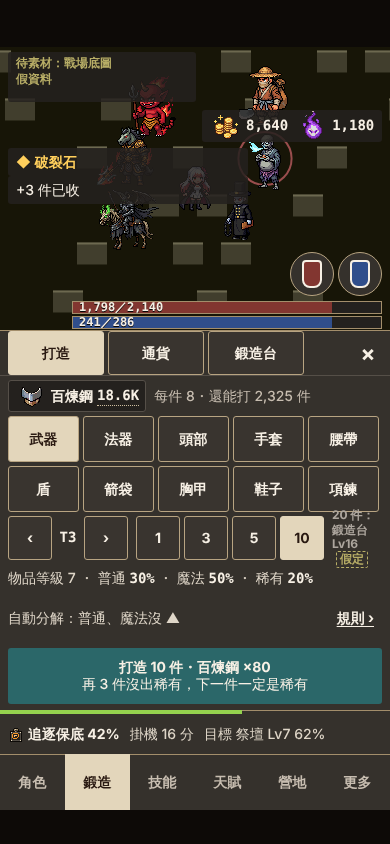 待素材：戰場底圖
假資料
8,640 1,180
◆ 破裂石
+3 件已收
1,798／2,140
241／286
打造 通貨 鍛造台 ×
百煉鋼 18.6K 每件 8・還能打 2,325 件
武器 法器 頭部 手套 腰帶
盾 箭袋 胸甲 鞋子 項鍊
‹ T3 › 1 3 5 10
20 件：
鍛造台
Lv16
假定
物品等級 7 ・ 普通 30% ・ 魔法 50% ・ 稀有 20%
自動分解：普通、魔法沒 ▲ 規則 ›
打造 10 件・百煉鋼 ×80
再 3 件沒出稀有，下一件一定是稀有
追逐保底 42% 掛機 16 分 目標 祭壇 Lv7 62%
角色 鍛造 技能 天賦 營地 更多